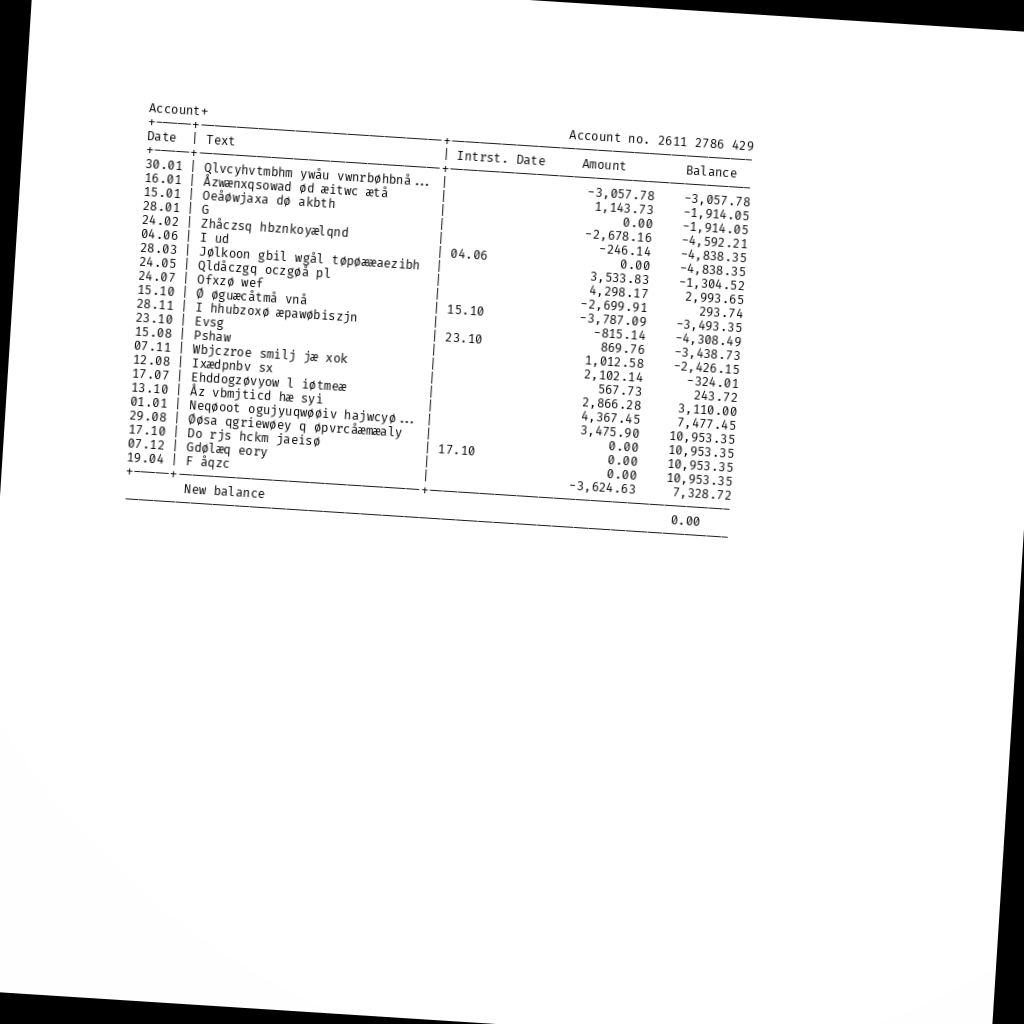 Account+ Account no. 2611 2786 429
Date | Text | Intrst. Date Amount Balance
30.01 | Qlvcyhvtmbhm ywåu vwnrbøhbnå... | -3,057.78 -3,057.78
16.01 | Åzwænxqsowad ød æitwc ætå | 1,143.73 -1,914.05
15.01 | Oeåøwjaxa dø akbth | 0.00 -1,914.05
28.01 | G | -2,678.16 -4,592.21
24.02 | Zhåczsq hbznkoyælqnd | -246.14 -4,838.35
04.06 | I ud | 04.06 0.00 -4,838.35
28.03 | Jølkoon gbil wgål tøpøææaezibh | 3,533.83 -1,304.52
24.05 | Qldåczgq oczgøå pl | 4,298.17 2,993.65
24.07 | Ofxzø wef | -2,699.91 293.74
15.10 | Ø øguæcåtmå vnå | 15.10 -3,787.09 -3,493.35
28.11 | I hhubzoxø æpawøbiszjn | -815.14 -4,308.49
23.10 | Evsg | 23.10 869.76 -3,438.73
15.08 | Pshaw | 1,012.58 -2,426.15
07.11 | Wbjczroe smilj jæ xok | 2,102.14 -324.01
12.08 | Ixædpnbv sx | 567.73 243.72
17.07 | Ehddogzøvyow l iøtmeæ | 2,866.28 3,110.00
13.10 | Åz vbmjticd hæ syi | 4,367.45 7,477.45
01.01 | Neqøoot ogujyuqwøøiv hajwcyø... | 3,475.90 10,953.35
29.08 | Øøsa qgriewøey q øpvrcåæmæaly | 0.00 10,953.35
17.10 | Do rjs hckm jaeisø | 17.10 0.00 10,953.35
07.12 | Gdølæq eory | 0.00 10,953.35
19.04 | F åqzc | -3,624.63 7,328.72
New balance 0.00